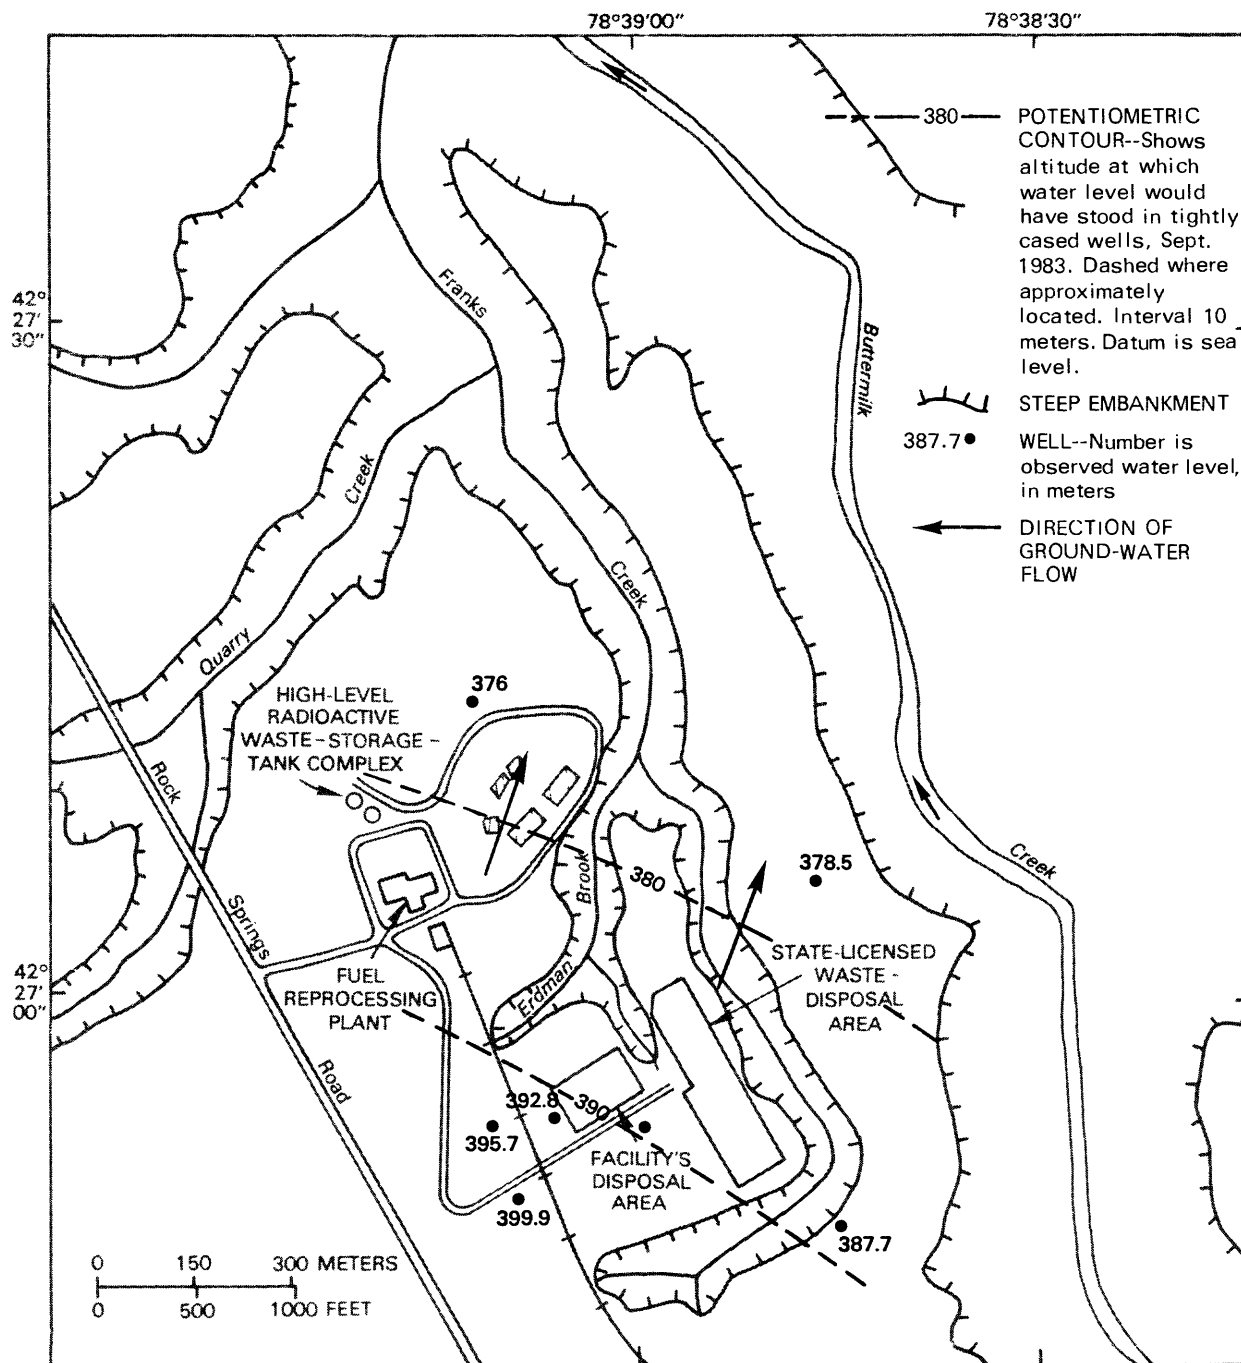 78°39'00"
78°38'30"
380
POTENTIOMETRIC
CONTOUR--Shows
altitude at which
water level would
have stood in tightly
cased wells, Sept.
1983. Dashed where
approximately
located. Interval 10
meters. Datum is sea
level.
STEEP EMBANKMENT
387.7
WELL--Number is
observed water level,
in meters
DIRECTION OF
GROUND-WATER
FLOW
42°
27'
30"
Franks
Creek
Buttermilk
Creek
Quarry
Creek
HIGH-LEVEL
RADIOACTIVE
WASTE-STORAGE-
TANK COMPLEX
376
Rock
Springs
Road
380
Brook
Erdman
378.5
STATE-LICENSED
WASTE-
DISPOSAL
AREA
FUEL
REPROCESSING
PLANT
42°
27'
00"
392.8
390
395.7
399.9
FACILITY'S
DISPOSAL
AREA
387.7
0 150 300 METERS
0 500 1000 FEET